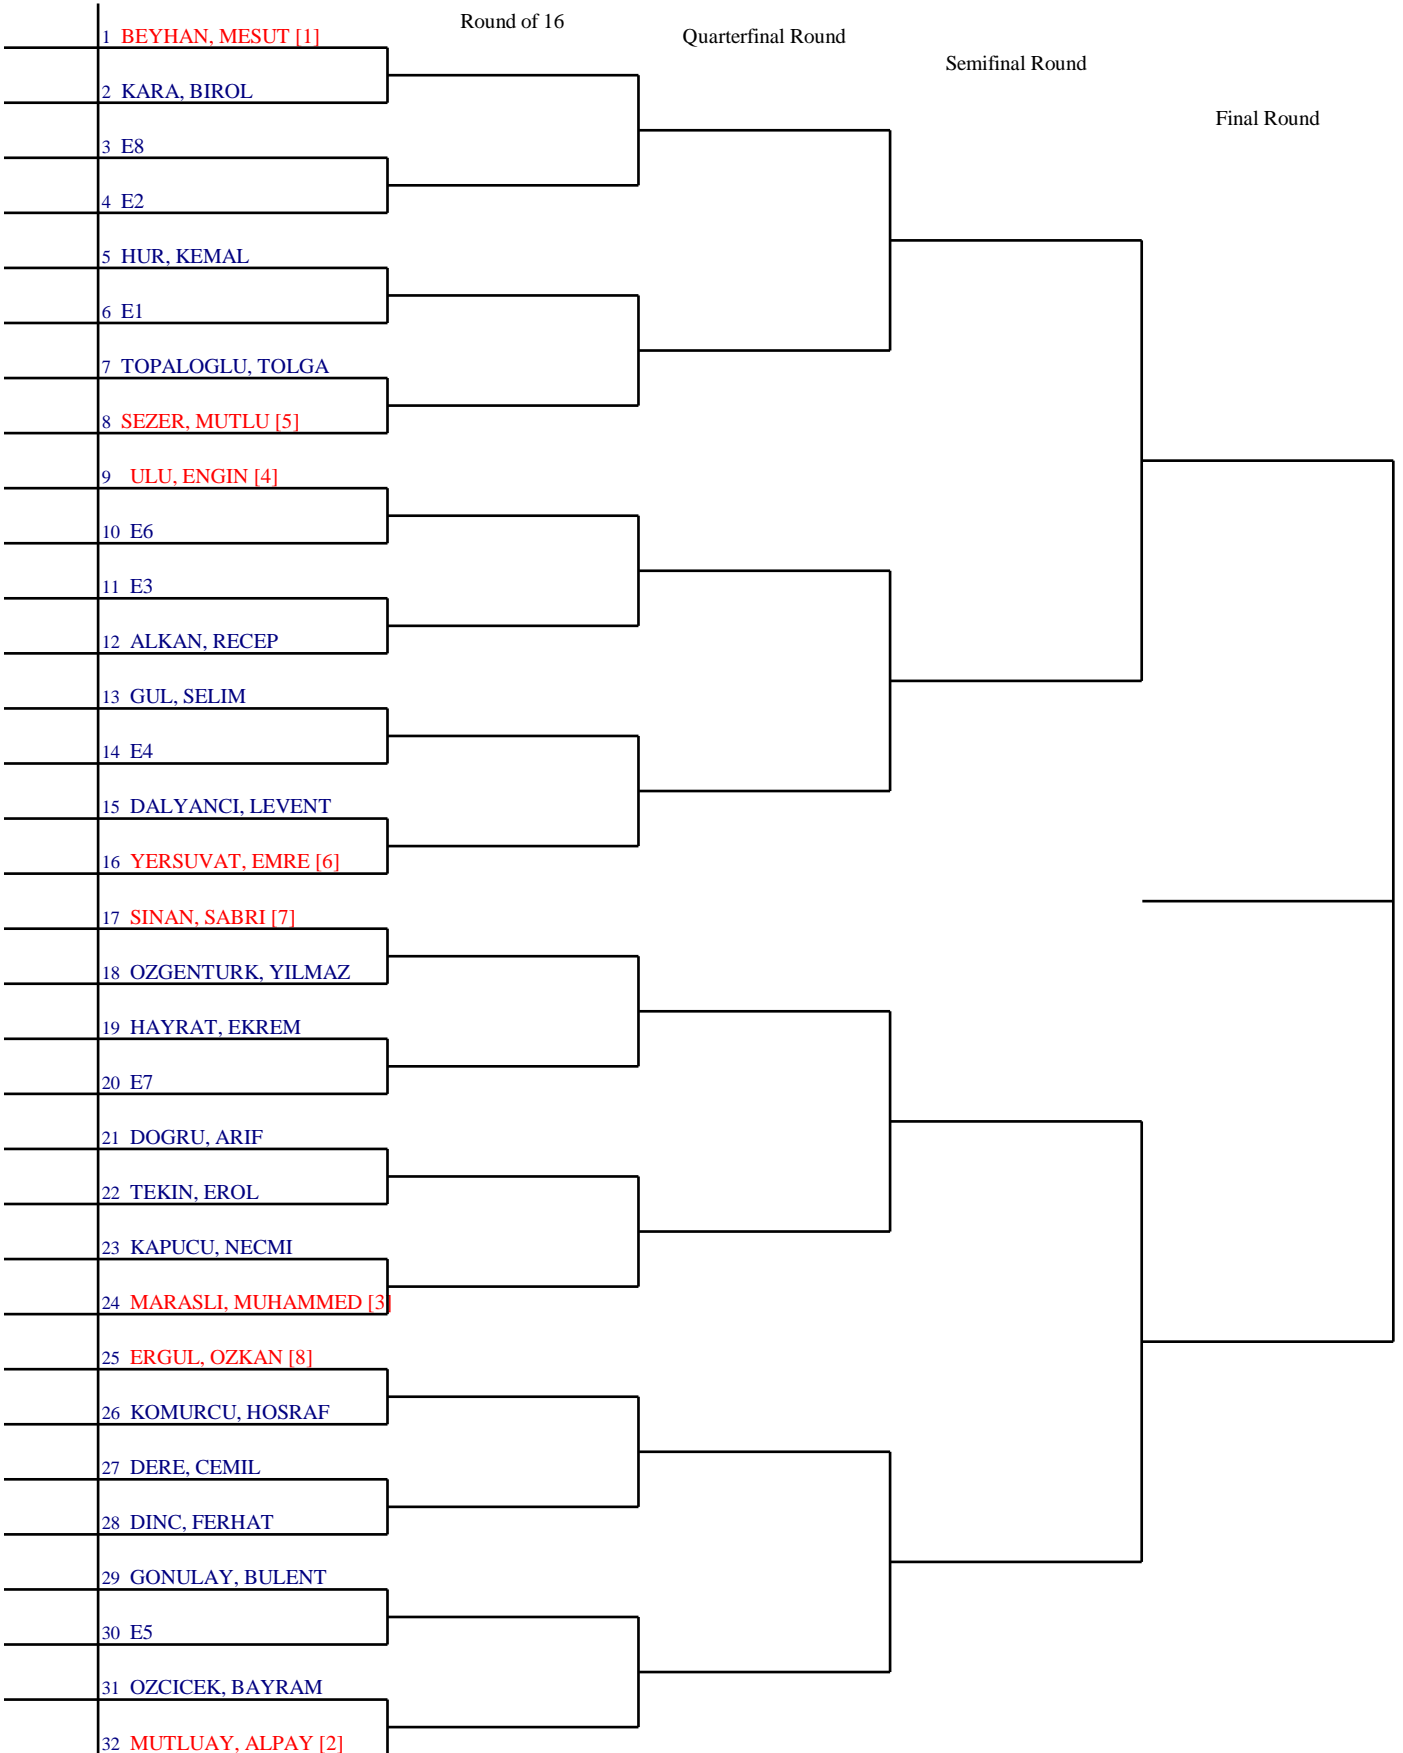 Round of 16
Quarterfinal Round
Semifinal Round
Final Round
1 BEYHAN, MESUT [1]
2 KARA, BIROL
3 E8
4 E2
5 HUR, KEMAL
6 E1
7 TOPALOGLU, TOLGA
8 SEZER, MUTLU [5]
9 ULU, ENGIN [4]
10 E6
11 E3
12 ALKAN, RECEP
13 GUL, SELIM
14 E4
15 DALYANCI, LEVENT
16 YERSUVAT, EMRE [6]
17 SINAN, SABRI [7]
18 OZGENTURK, YILMAZ
19 HAYRAT, EKREM
20 E7
21 DOGRU, ARIF
22 TEKIN, EROL
23 KAPUCU, NECMI
24 MARASLI, MUHAMMED [3]
25 ERGUL, OZKAN [8]
26 KOMURCU, HOSRAF
27 DERE, CEMIL
28 DINC, FERHAT
29 GONULAY, BULENT
30 E5
31 OZCICEK, BAYRAM
32 MUTLUAY, ALPAY [2]